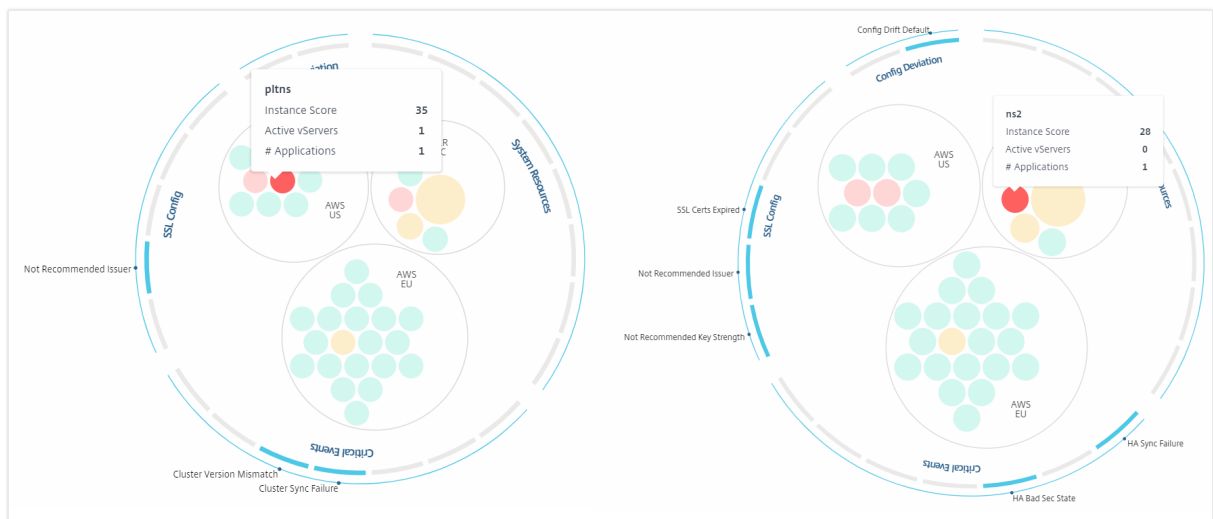 Config Drift Default
Config Deviation
pltns
Instance Score 35
Active vServers 1
# Applications 1
System Resources
AWS
US
SSL Config
Not Recommended Issuer
AWS
EU
Critical Events
Cluster Version Mismatch
Cluster Sync Failure
ns2
Instance Score 28
Active vServers 0
# Applications 1
AWS
US
SSL Certs Expired
SSL Config
Not Recommended Issuer
Not Recommended Key Strength
AWS
EU
HA Sync Failure
Critical Events
HA Bad Sec State